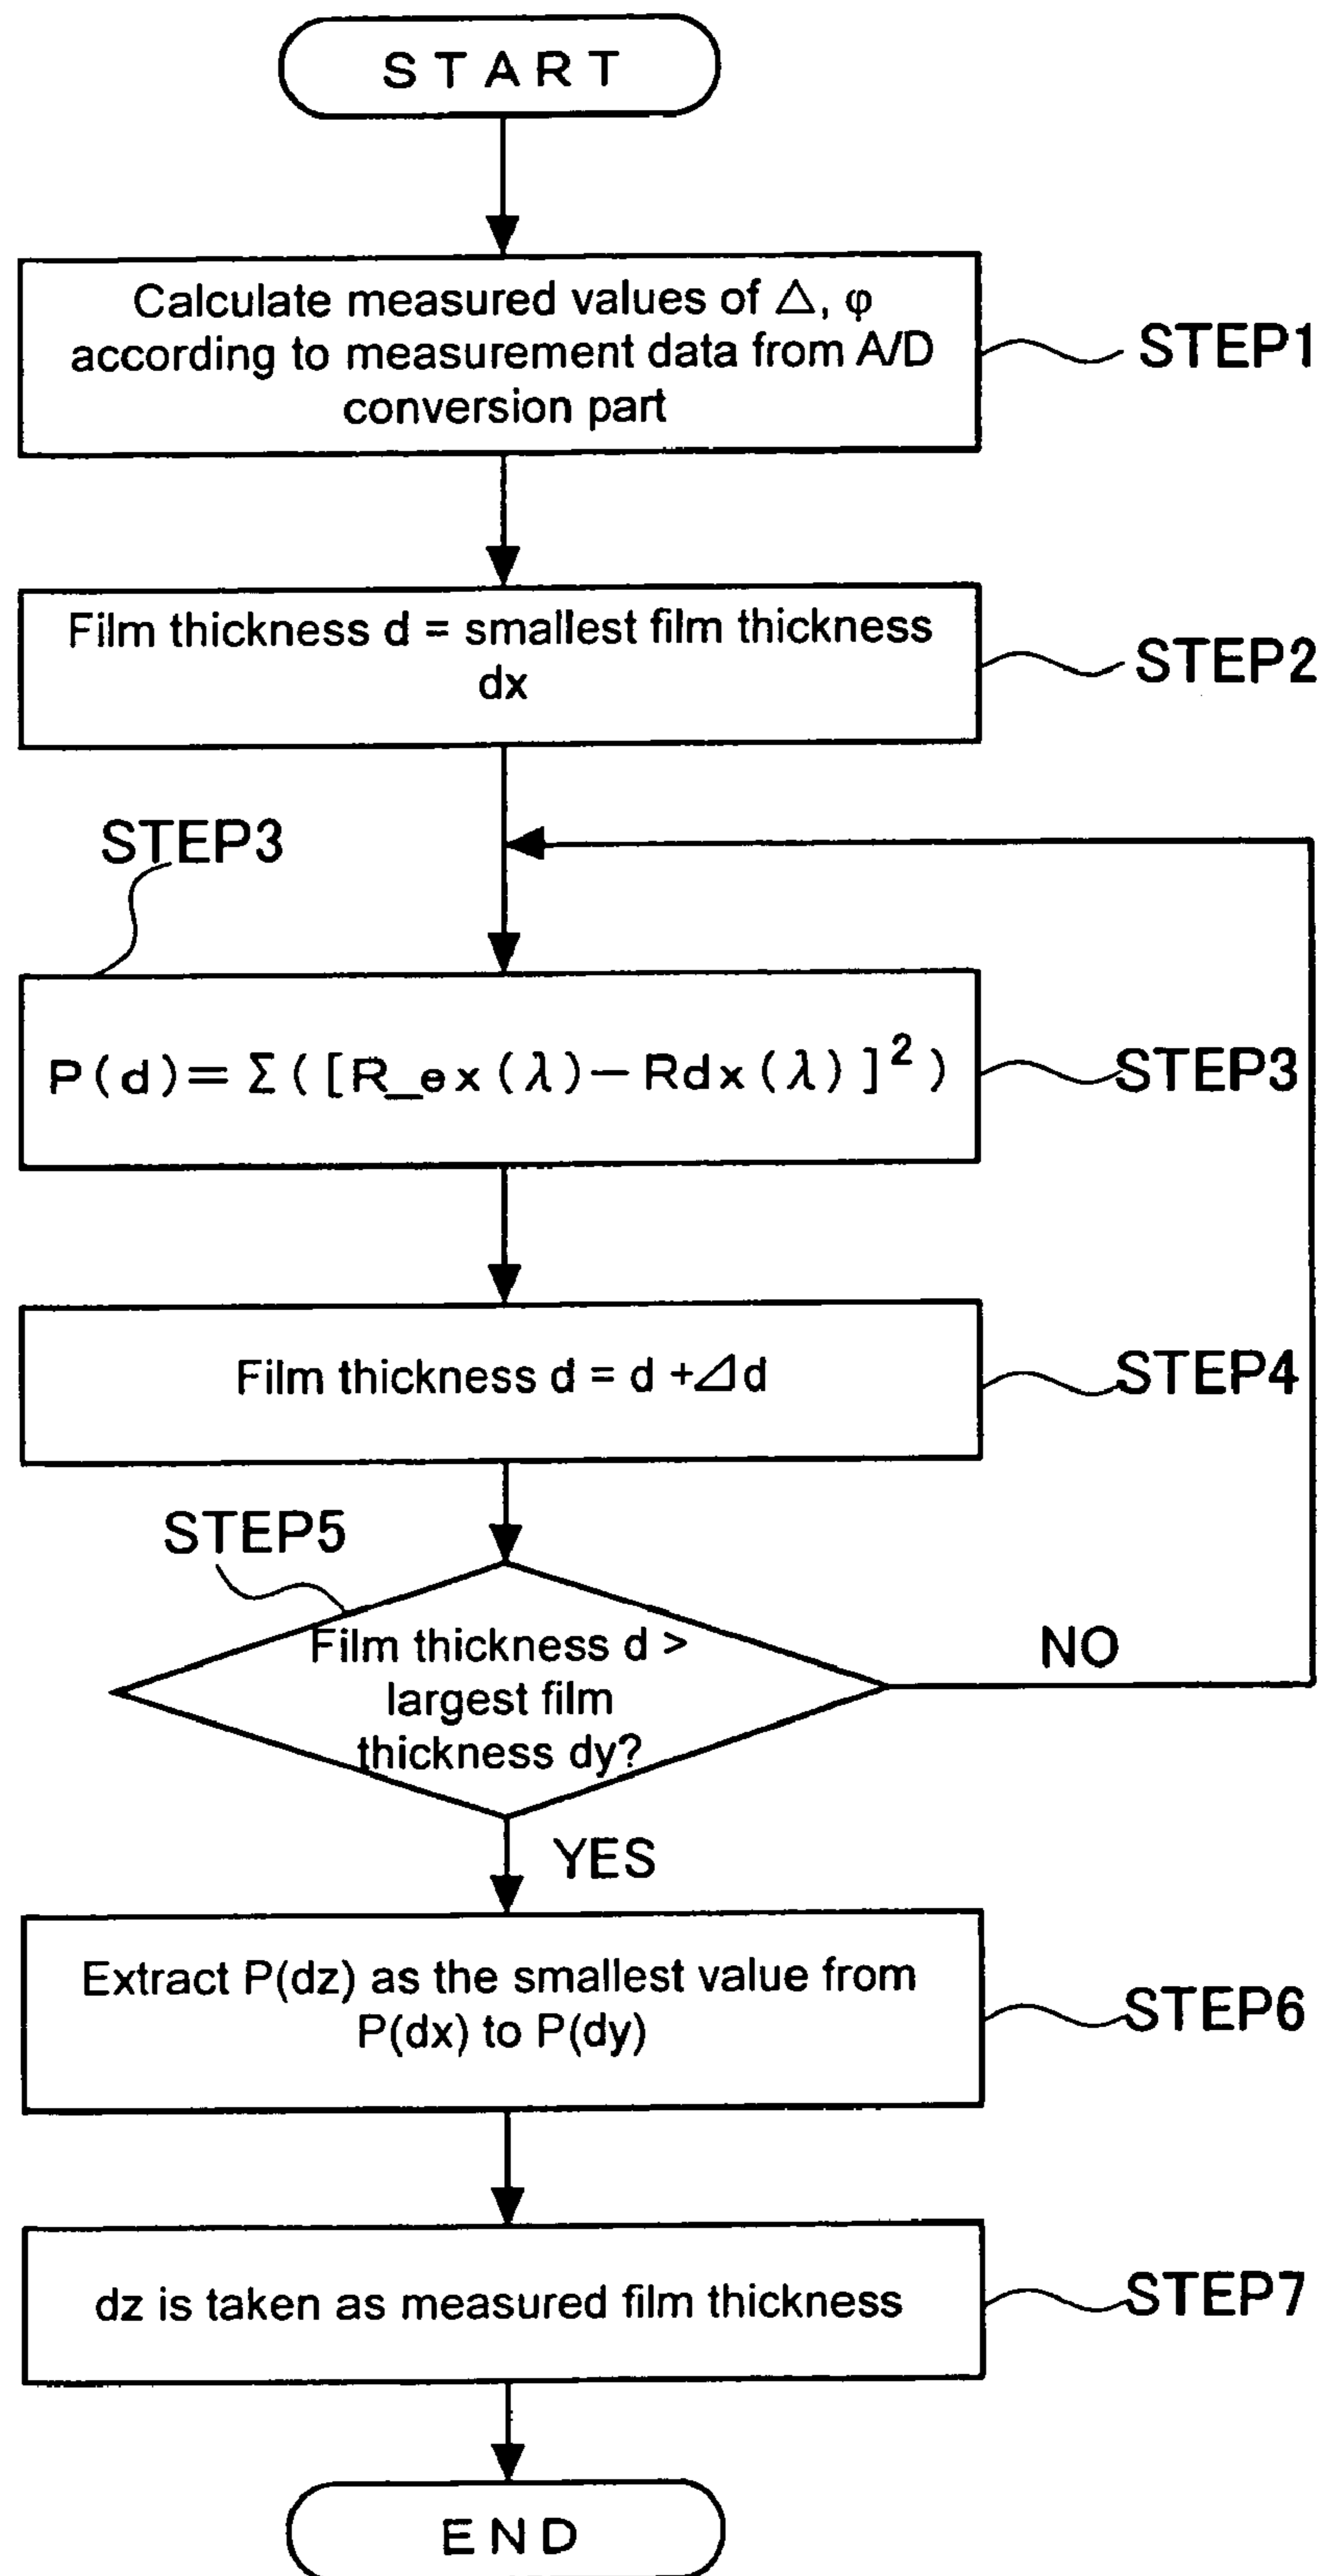 START
Calculate measured values of △, φ
according to measurement data from A/D
conversion part
STEP1
Film thickness d = smallest film thickness
dx
STEP2
STEP3
P(d)=Σ([R_ex(λ)-Rdx(λ)]²)
STEP3
Film thickness d = d +⊿d
STEP4
STEP5
Film thickness d >
largest film
thickness dy?
NO
YES
Extract P(dz) as the smallest value from
P(dx) to P(dy)
STEP6
dz is taken as measured film thickness
STEP7
END